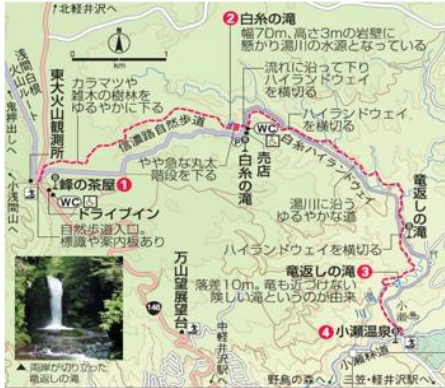 ↑北軽井沢へ
0
1
km
2 白糸の滝
幅70m、高さ3mの岩壁に
懸かり湯川の水源となっている
浅間白根
火山ルート
↑鬼押出しへ
東大火山観測所
カラマツや
雑木の樹林を
ゆるやかに下る
流れに沿って下り
ハイランドウェイ
を横切る
信濃路自然歩道
WC
P
売店
白糸の滝
ハイランドウェイ
を横切る
白糸ハイランドウェイ
やや急な丸太
階段を下る
湯川に沿う
ゆるやかな道
竜返しの滝
峰の茶屋 1
WC
←小浅間山へ
ドライブイン
自然歩道入口。
標識や案内板あり
ハイランドウェイを横切る
竜返しの滝 3
落差10m。竜も近づけない
険しい滝というのが由来
万山望展望台
146
中軽井沢駅へ
湯川
小瀬
4 小瀬温泉
小瀬林道
野鳥の森へ
三笠・軽井沢駅へ
▲両岸が切り立った
竜返しの滝